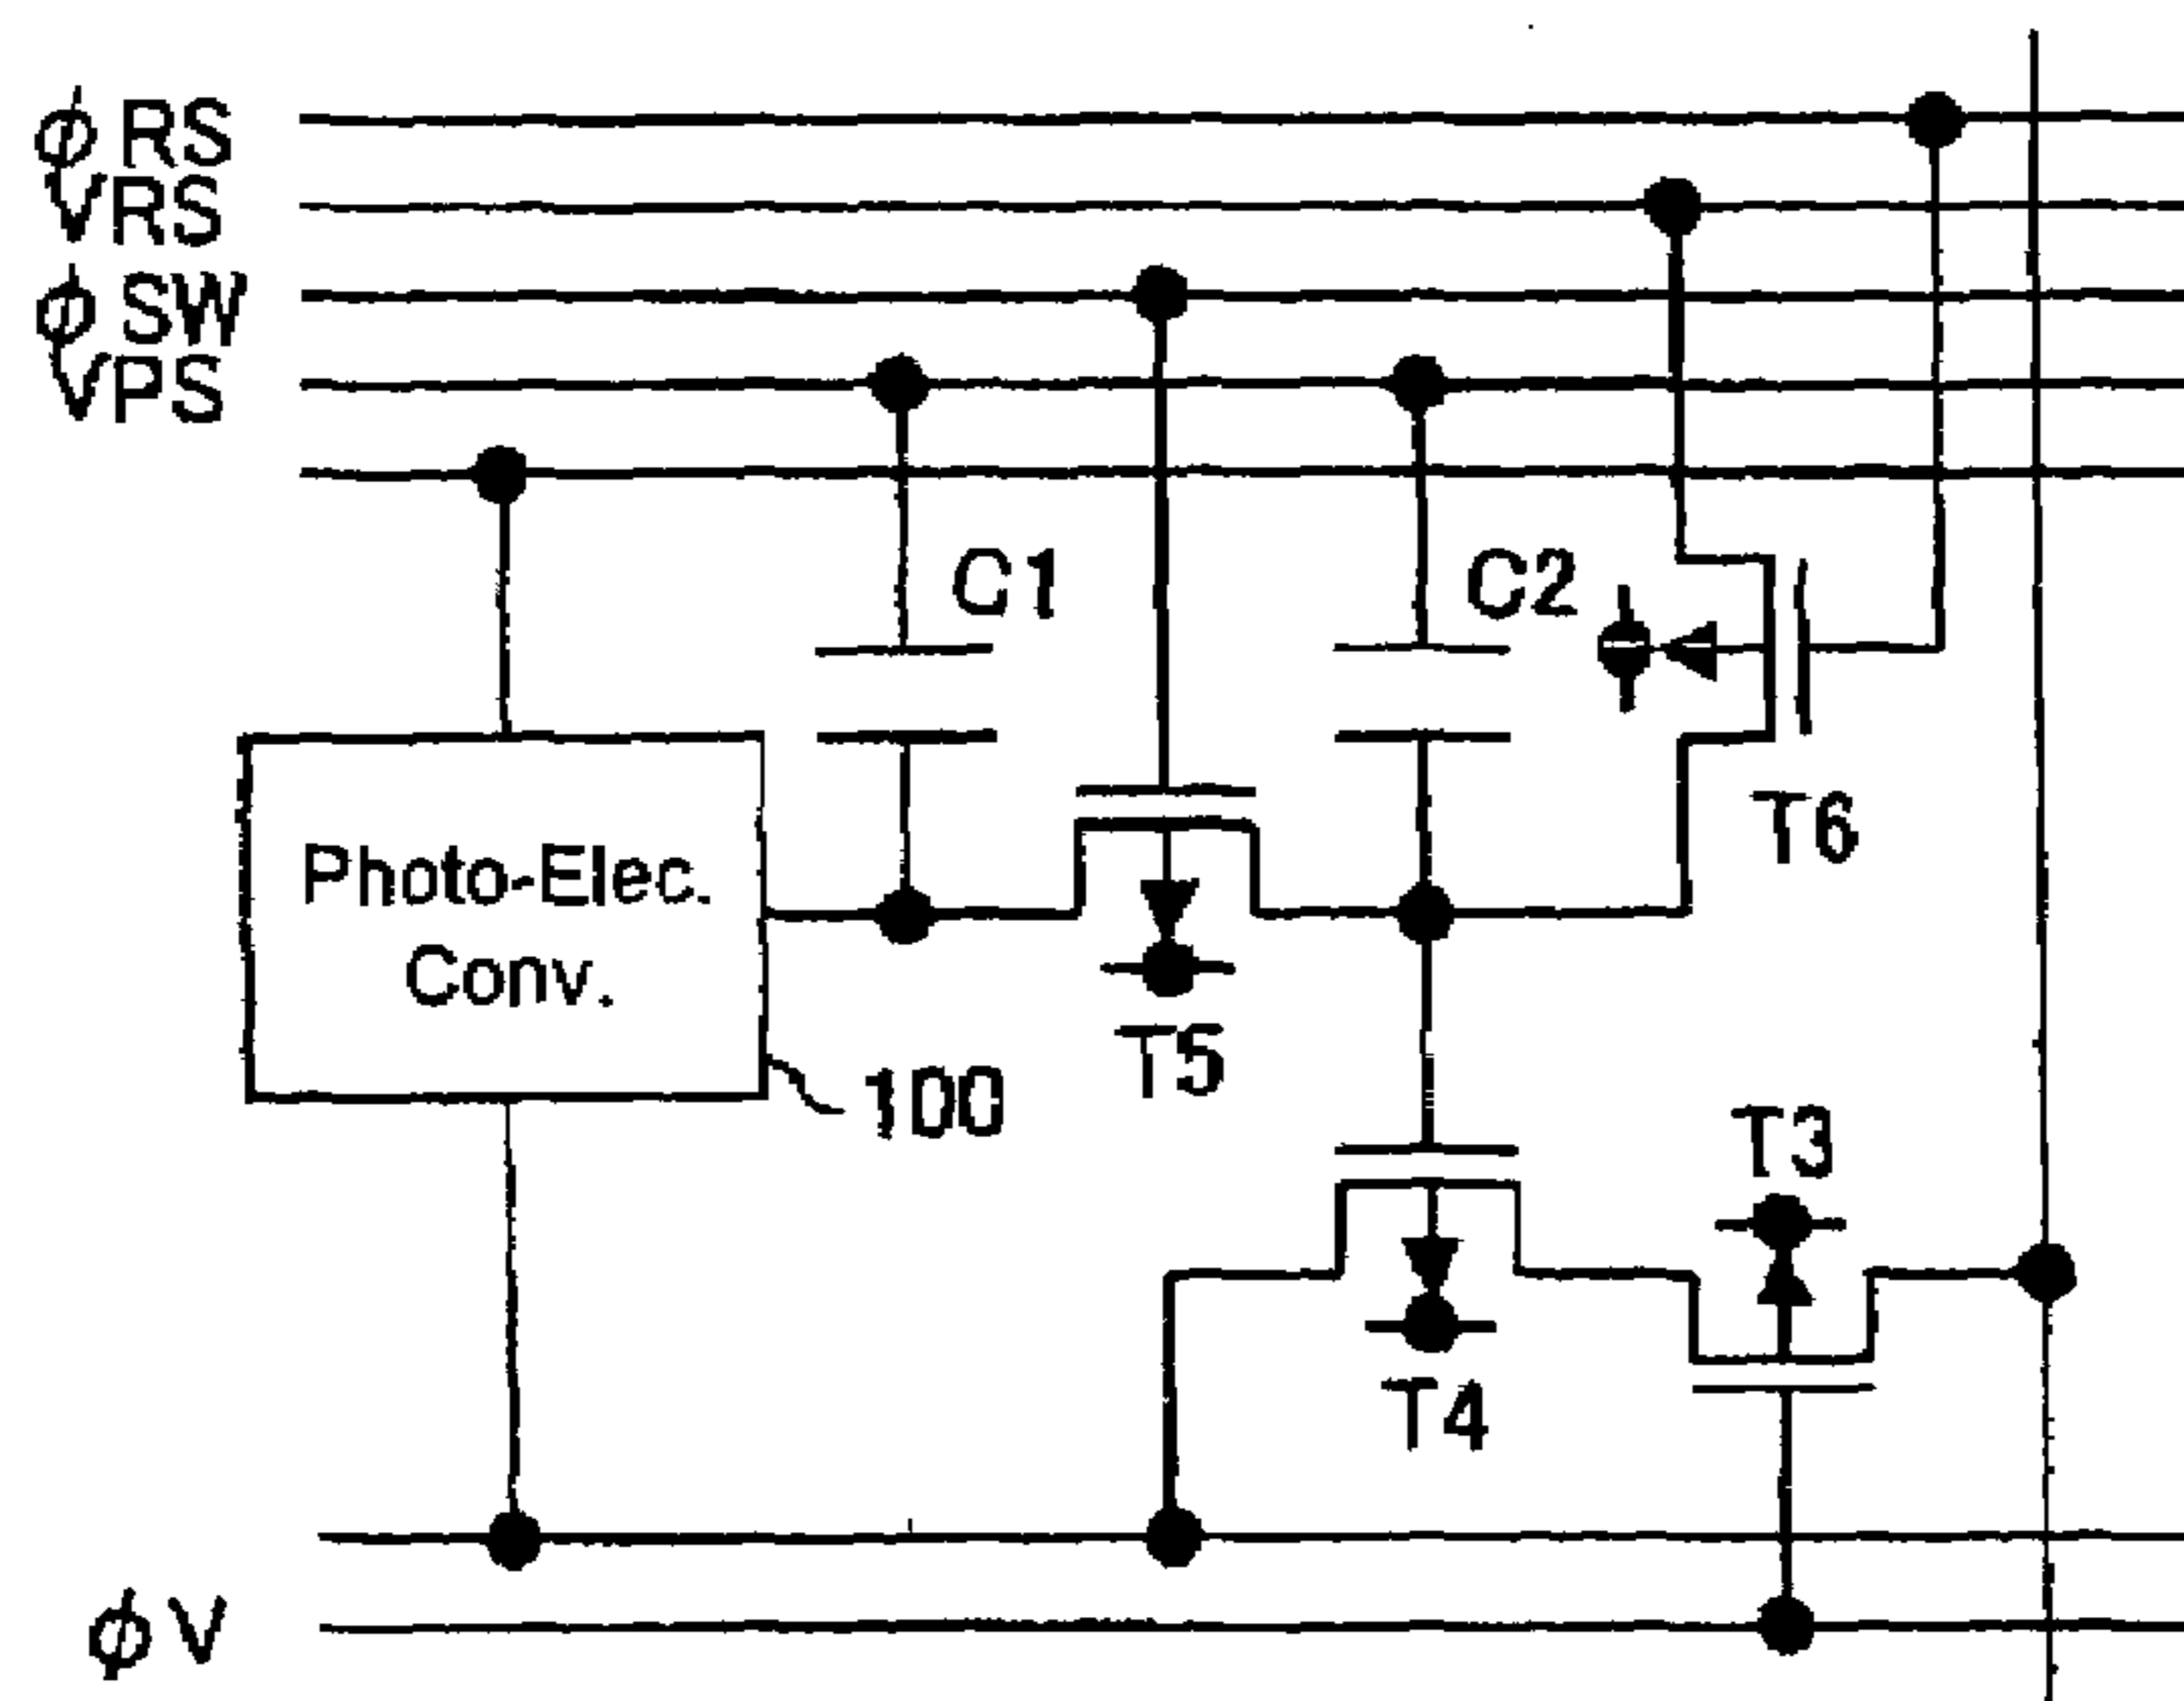 ϕRS
VRS
ϕSW
VPS
C1
C2
T6
Photo-Elec.
Conv.
T5
100
T3
T4
ϕV